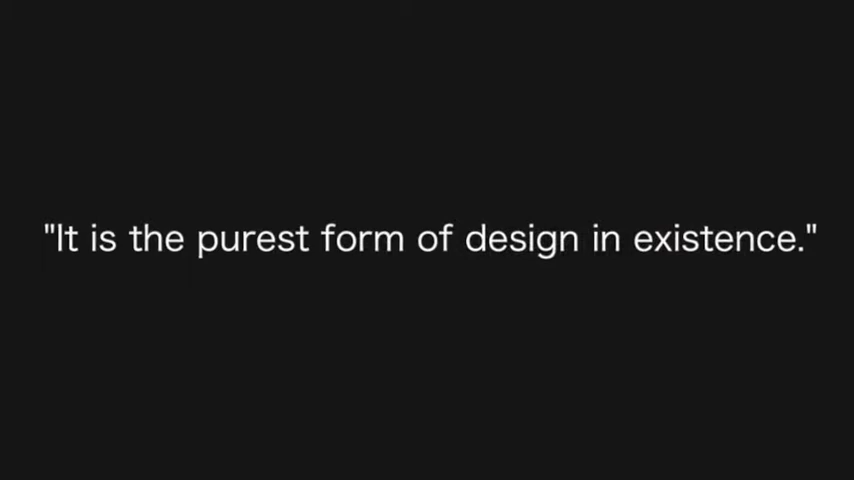 "It is the purest form of design in existence."